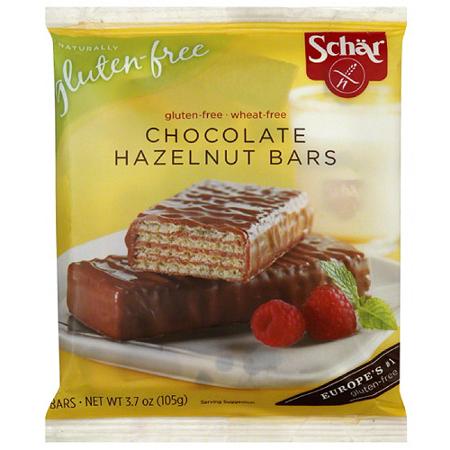 NATURALLY
gluten-free
Schär
gluten-free · wheat-free
CHOCOLATE
HAZELNUT BARS
EUROPE'S #1
gluten-free
BARS • NET WT 3.7 oz (105g)
Serving Suggestion